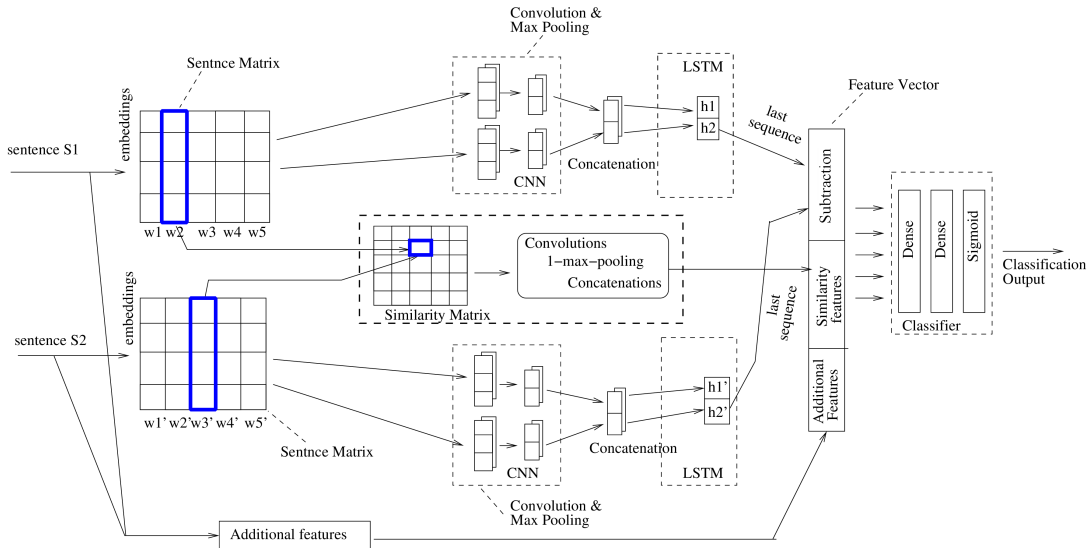 Convolution &
Max Pooling
Sentnce Matrix
LSTM
Feature Vector
embeddings
sentence S1
h1
h2
last
sequence
CNN
Concatenation
w1 w2 w3 w4 w5
Subtraction
Convolutions
1-max-pooling
Concatenations
Similarity Matrix
Dense
Dense
Sigmoid
Classification
Output
Classifier
embeddings
sentence S2
last
sequence
Similarity
features
Additional
Features
h1'
h2'
w1' w2' w3' w4' w5'
Sentnce Matrix
CNN
Concatenation
LSTM
Convolution &
Max Pooling
Additional features